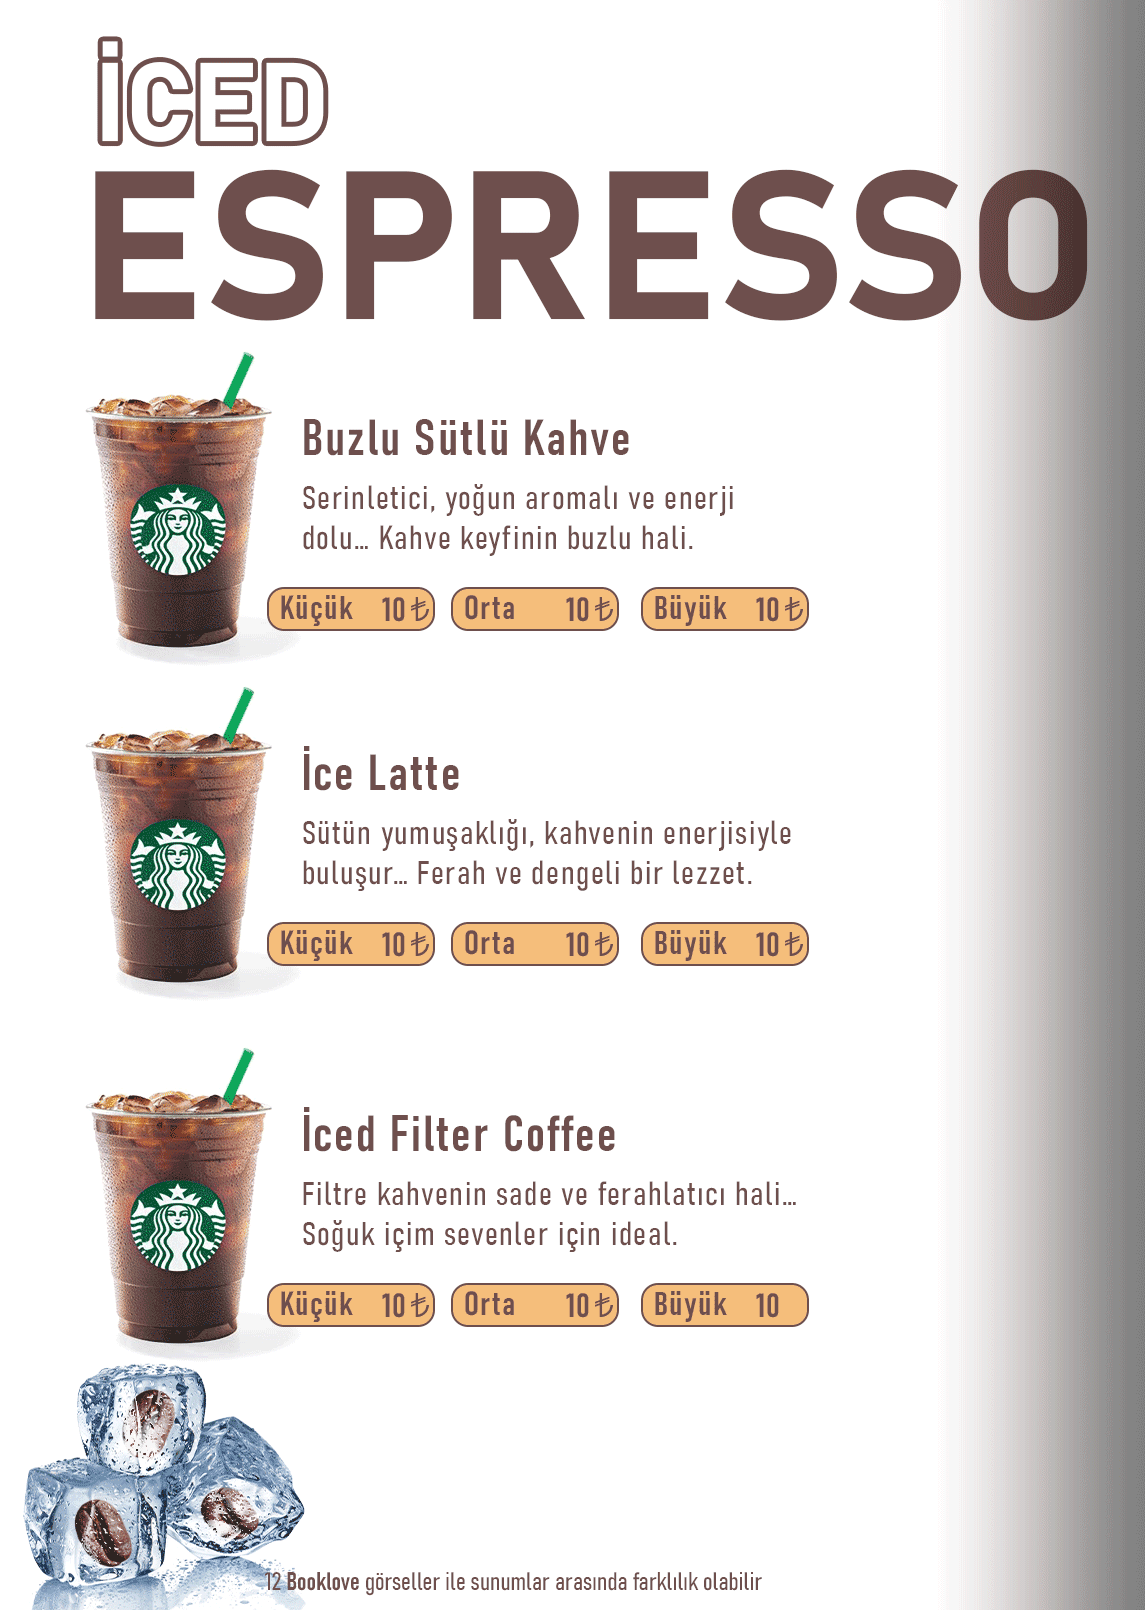 İCED
ESPRESSO
Buzlu Sütlü Kahve
Serinletici, yoğun aromalı ve enerji
dolu... Kahve keyfinin buzlu hali.
Küçük 10 ₺ Orta 10 ₺ Büyük 10 ₺
İce Latte
Sütün yumuşaklığı, kahvenin enerjisiyle
buluşur... Ferah ve dengeli bir lezzet.
Küçük 10 ₺ Orta 10 ₺ Büyük 10 ₺
İced Filter Coffee
Filtre kahvenin sade ve ferahlatıcı hali...
Soğuk içim sevenler için ideal.
Küçük 10 ₺ Orta 10 ₺ Büyük 10
12 Booklove görseller ile sunumlar arasında farklılık olabilir